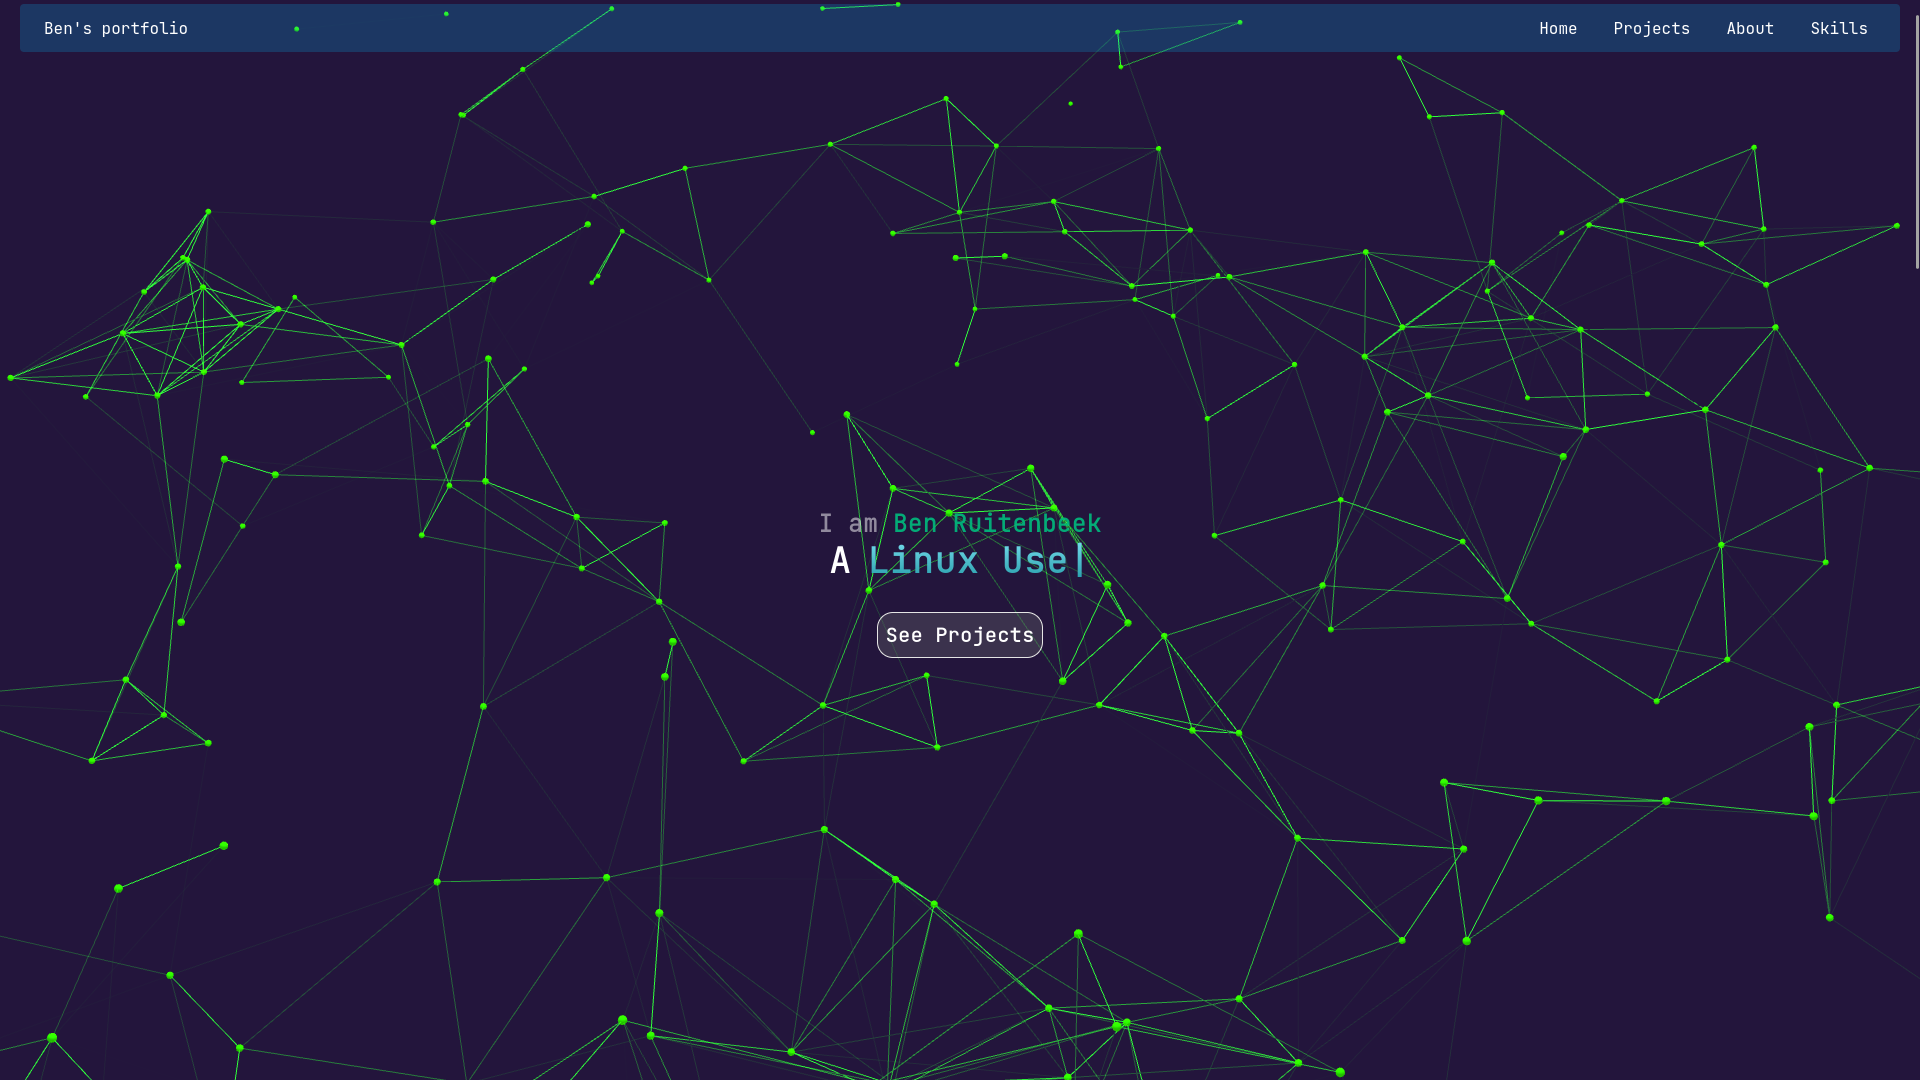 Ben's portfolio
Home Projects About Skills
I am Ben Ruitenbeek
A Linux Use|
See Projects